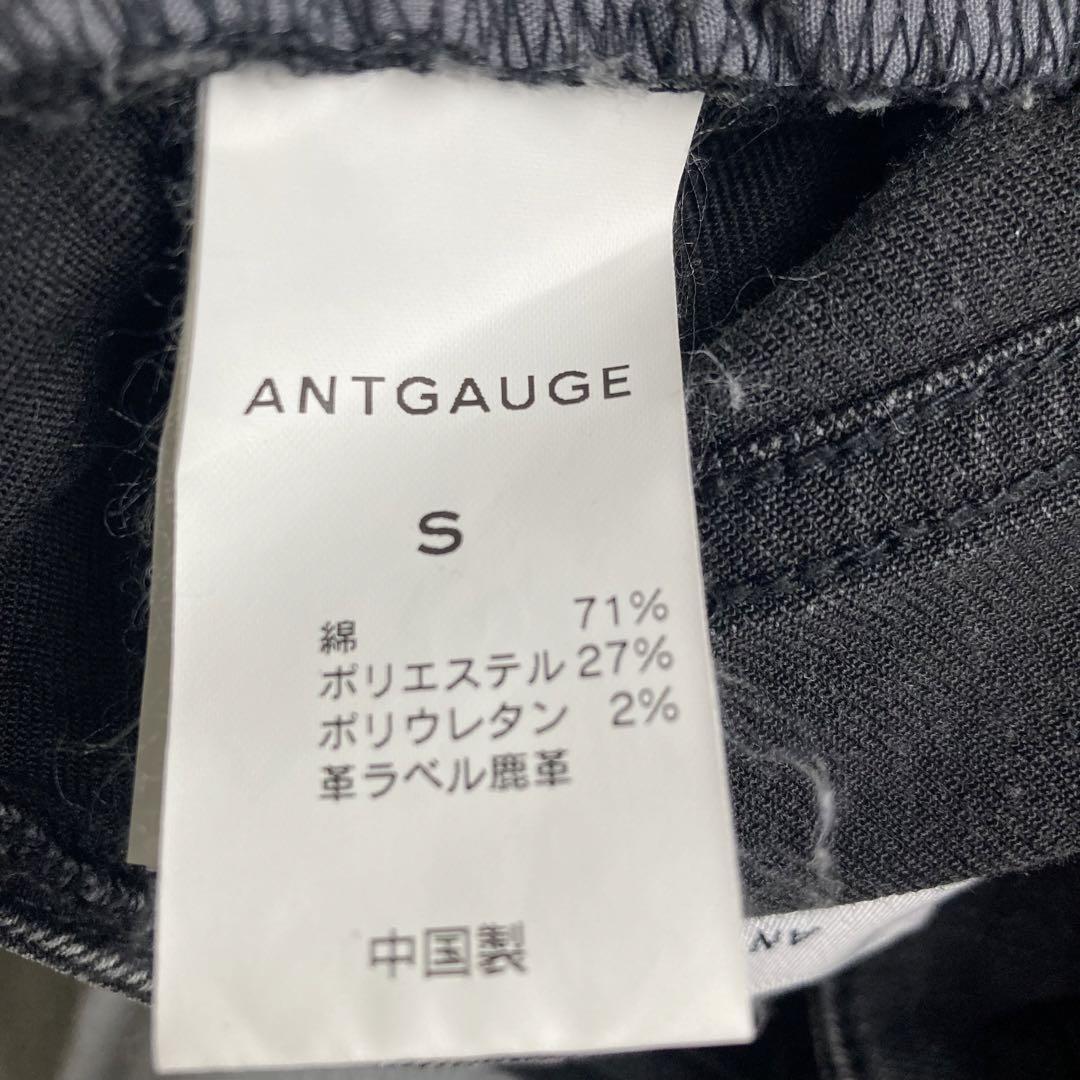 ANTGAUGE
S
綿 71%
ポリエステル 27%
ポリウレタン 2%
革ラベル鹿革
中国製